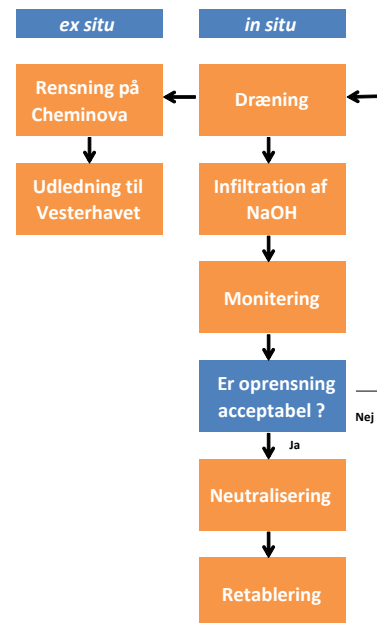 ex situ
in situ
Rensning på
Cheminova
Dræning
Udledning til
Vesterhavet
Infiltration af
NaOH
Monitering
Er oprensning
acceptabel ?
Nej
Ja
Neutralisering
Retablering